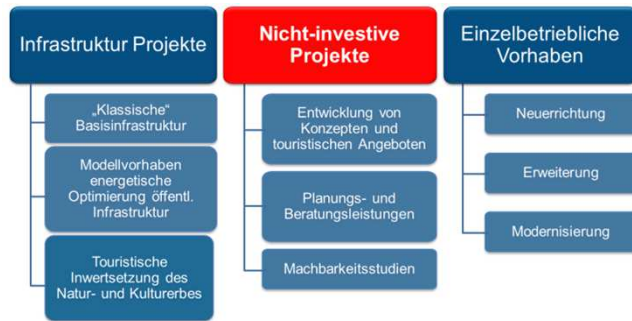 Infrastruktur Projekte
„Klassische“
Basisinfrastruktur
Modellvorhaben
energetische
Optimierung öffentl.
Infrastruktur
Touristische
Inwertsetzung des
Natur- und Kulturerbes
Nicht-investive
Projekte
Entwicklung von
Konzepten und
touristischen Angeboten
Planungs- und
Beratungsleistungen
Machbarkeitsstudien
Einzelbetriebliche
Vorhaben
Neuerrichtung
Erweiterung
Modernisierung